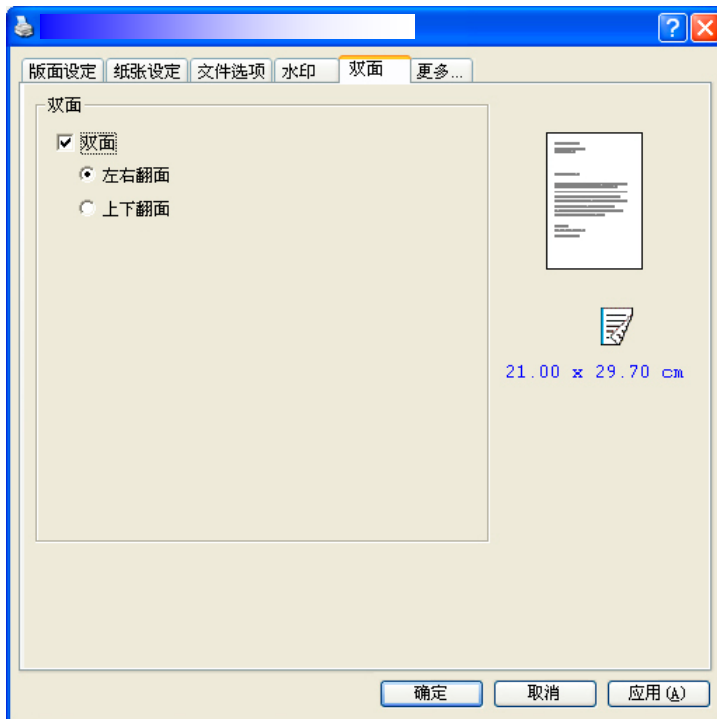 版面设定 纸张设定 文件选项 水印 双面 更多...
双面
双面
左右翻面
上下翻面
21.00 x 29.70 cm
确定 取消 应用(A)